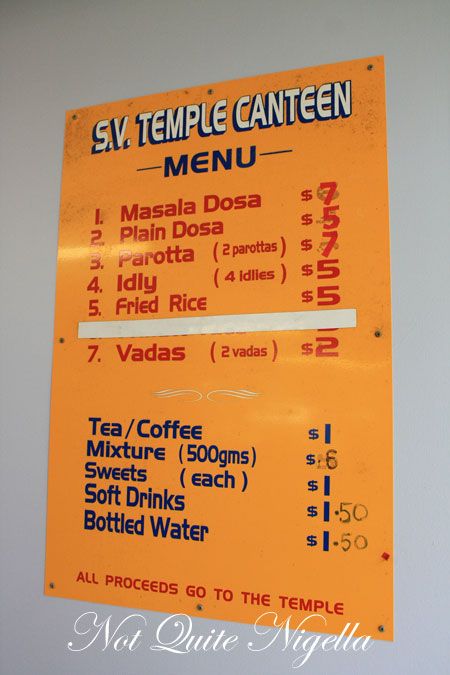 S.V. TEMPLE CANTEEN
—MENU—
1. Masala Dosa $7
2. Plain Dosa $5
3. Parotta (2 parottas) $7
4. Idly (4 Idlies) $5
5. Fried Rice $5
7. Vadas (2 vadas) $2
Tea/Coffee $1
Mixture (500gms) $6
Sweets (each) $1
Soft Drinks $1.50
Bottled Water $1.50
ALL PROCEEDS GO TO THE TEMPLE
Not Quite Nigella